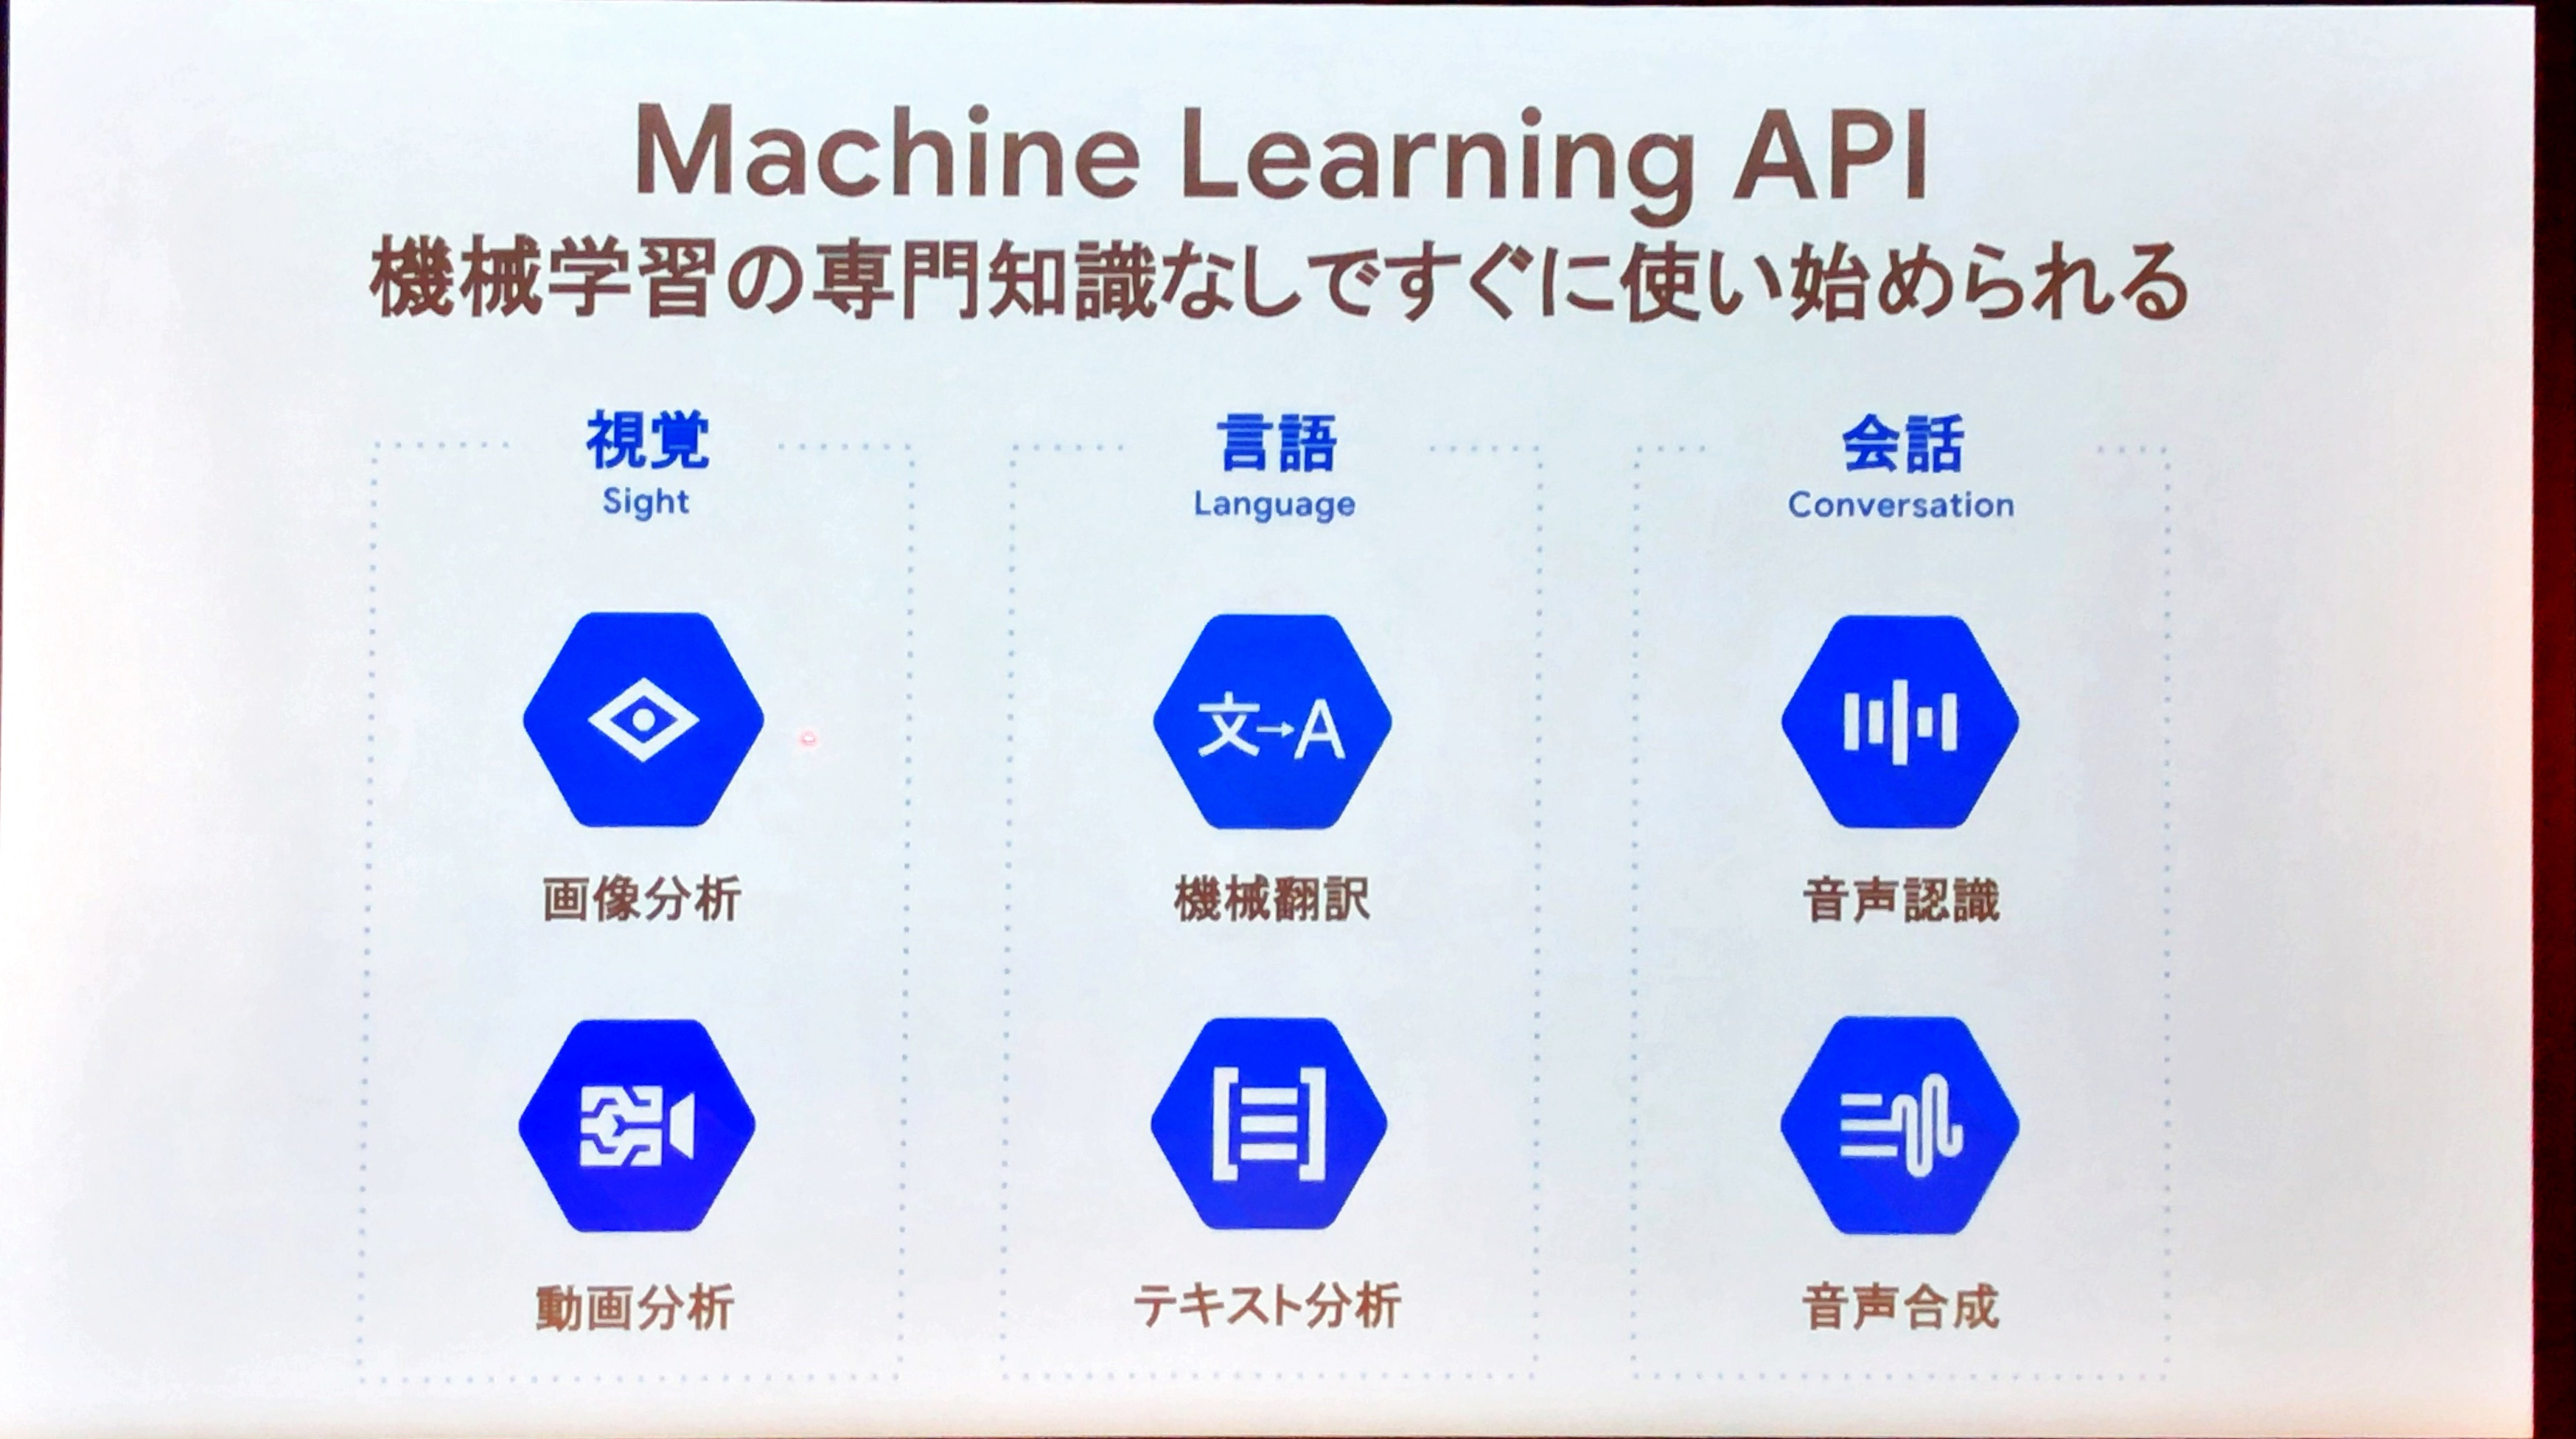 Machine Learning API
機械学習の専門知識なしですぐに使い始められる
視覚
Sight
画像分析
動画分析
言語
Language
文→A
機械翻訳
テキスト分析
会話
Conversation
音声認識
音声合成